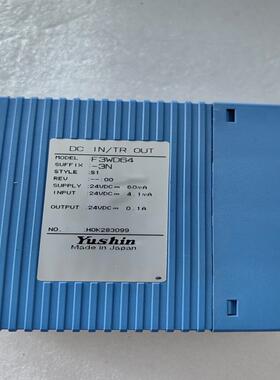 DC IN/TR OUT
MODEL F3WD64
SUFFIX -3N
STYLE :S1
REV --:00
SUPPLY :24VDC⎓ 60mA
INPUT :24VDC⎓ 4.1mA
OUTPUT :24VDC⎓ 0.1A
NO. H0K283099
Yushin
Made in Japan